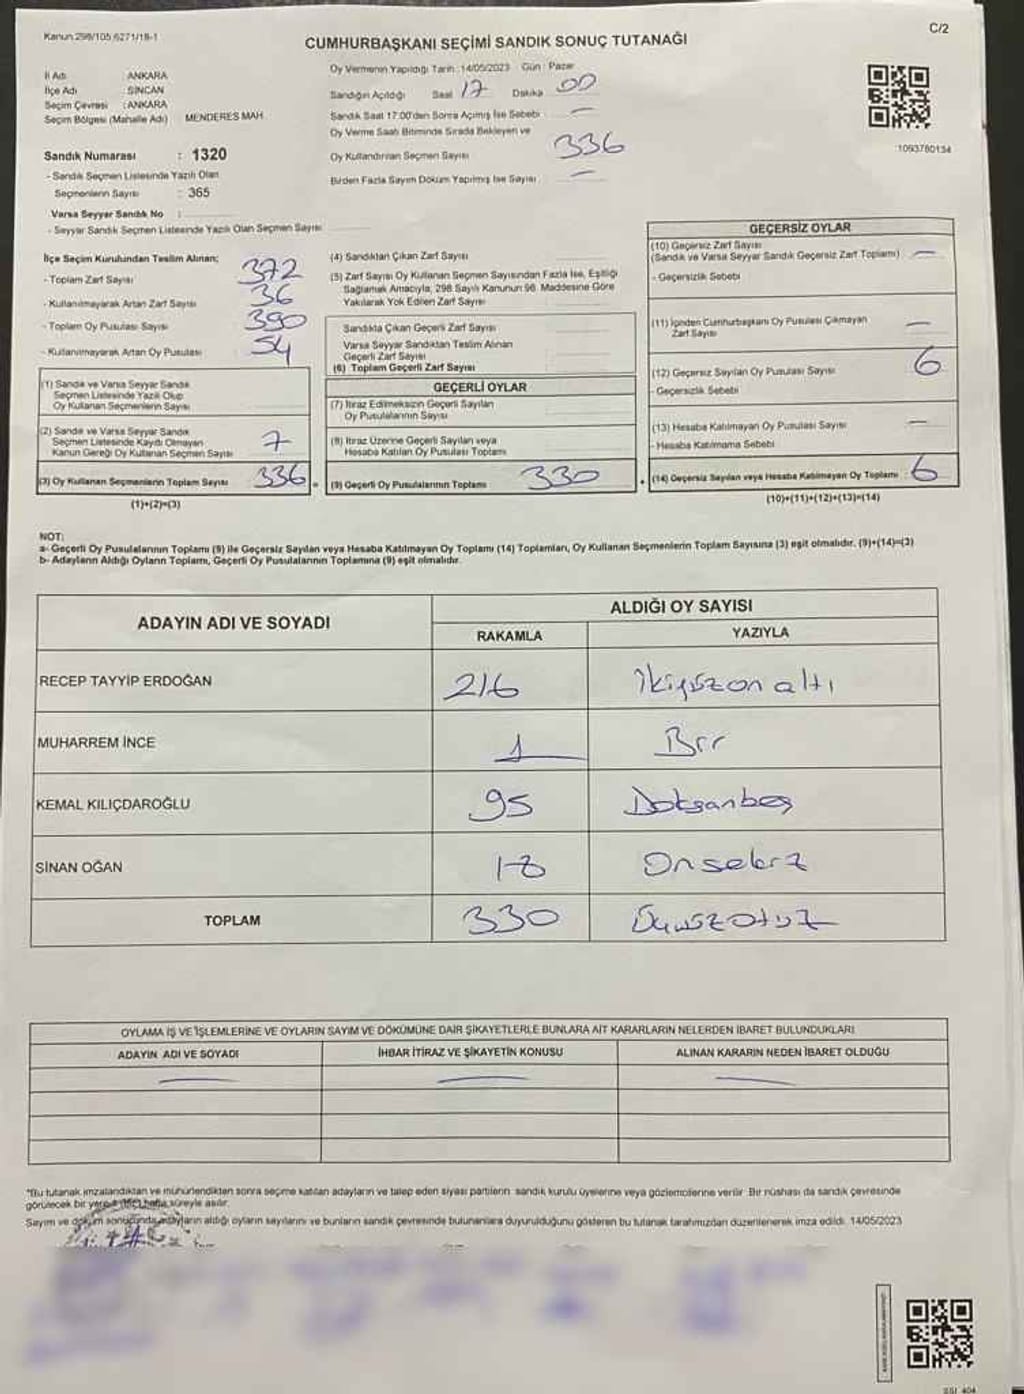 Kanun 298/105,6271/18-1
C/2
CUMHURBAŞKANI SEÇİMİ SANDIK SONUÇ TUTANAĞI
İl Adı ANKARA
İlçe Adı SİNCAN
Seçim Çevresi : ANKARA
Seçim Bölgesi (Mahalle Adı) MENDERES MAH.
Sandık Numarası : 1320
- Sandık Seçmen Listesinde Yazılı Olan
Seçmenlerin Sayısı : 365
Varsa Seyyar Sandık No :
- Seyyar Sandık Seçmen Listesinde Yazılı Olan Seçmen Sayısı
Oy Vermenin Yapıldığı Tarih : 14/05/2023 Gün : Pazar
Sandığın Açıldığı Saat 17 Dakika 00
Sandık Saat 17:00'den Sonra Açılmış İse Sebebi —
Oy Verme Saati Bitiminde Sırada Bekleyen ve
Oy Kullandırılan Seçmen Sayısı 336
Birden Fazla Sayım Döküm Yapılmış İse Sayısı —
1093780134
İlçe Seçim Kurulundan Teslim Alınan;
- Toplam Zarf Sayısı 372
- Kullanılmayarak Artan Zarf Sayısı 36
- Toplam Oy Pusulası Sayısı 390
- Kullanılmayarak Artan Oy Pusulası 54
(1) Sandık ve Varsa Seyyar Sandık
Seçmen Listesinde Yazılı Olup
Oy Kullanan Seçmenlerin Sayısı
(2) Sandık ve Varsa Seyyar Sandık
Seçmen Listesinde Kayıtlı Olmayan
Kanun Gereği Oy Kullanan Seçmen Sayısı 7
(3) Oy Kullanan Seçmenlerin Toplam Sayısı 336
(1)+(2)=(3)
(4) Sandıktan Çıkan Zarf Sayısı
(5) Zarf Sayısı Oy Kullanan Seçmen Sayısından Fazla İse, Eşitliği
Sağlamak Amacıyla, 298 Sayılı Kanunun 98. Maddesine Göre
Yakılarak Yok Edilen Zarf Sayısı
Sandıkta Çıkan Geçerli Zarf Sayısı
Varsa Seyyar Sandıktan Teslim Alınan
Geçerli Zarf Sayısı
(6) Toplam Geçerli Zarf Sayısı
GEÇERLİ OYLAR
(7) İtiraz Edilmeksizin Geçerli Sayılan
Oy Pusulalarının Sayısı
(8) İtiraz Üzerine Geçerli Sayılan veya
Hesaba Katılan Oy Pusulası Toplamı
= (9) Geçerli Oy Pusulalarının Toplamı 330
GEÇERSİZ OYLAR
(10) Geçersiz Zarf Sayısı
(Sandık ve Varsa Seyyar Sandık Geçersiz Zarf Toplamı) —
- Geçersizlik Sebebi
(11) İçinden Cumhurbaşkanı Oy Pusulası Çıkmayan
Zarf Sayısı —
(12) Geçersiz Sayılan Oy Pusulası Sayısı 6
- Geçersizlik Sebebi
(13) Hesaba Katılmayan Oy Pusulası Sayısı —
- Hesaba Katılmama Sebebi
+ (14) Geçersiz Sayılan veya Hesaba Katılmayan Oy Toplamı : 6
(10)+(11)+(12)+(13)=(14)
NOT:
a- Geçerli Oy Pusulalarının Toplamı (9) ile Geçersiz Sayılan veya Hesaba Katılmayan Oy Toplamı (14) Toplamları, Oy Kullanan Seçmenlerin Toplam Sayısına (3) eşit olmalıdır. (9)+(14)=(3)
b- Adayların Aldığı Oyların Toplamı, Geçerli Oy Pusulalarının Toplamına (9) eşit olmalıdır.
ADAYIN ADI VE SOYADI ALDIĞI OY SAYISI
RAKAMLA YAZIYLA
RECEP TAYYİP ERDOĞAN 216 İkiyüzonaltı
MUHARREM İNCE 1 Bir
KEMAL KILIÇDAROĞLU 95 Doksanbeş
SİNAN OĞAN 18 Onsekiz
TOPLAM 330 Üçyüzotuz
OYLAMA İŞ VE İŞLEMLERİNE VE OYLARIN SAYIM VE DÖKÜMÜNE DAİR ŞİKAYETLERLE BUNLARA AİT KARARLARIN NELERDEN İBARET BULUNDUKLARI
ADAYIN ADI VE SOYADI İHBAR İTİRAZ VE ŞİKAYETİN KONUSU ALINAN KARARIN NEDEN İBARET OLDUĞU
— — —
*Bu tutanak imzalandıktan ve mühürlendikten sonra seçime katılan adayların ve talep eden siyasi partilerin sandık kurulu üyelerine veya gözlemcilerine verilir. Bir nüshası da sandık çevresinde
görülecek bir yere bir hafta süreyle asılır.
Sayım ve döküm sonucunda adayların aldığı oyların sayılarını ve bunların sandık çevresinde bulunanlara duyurulduğunu gösteren bu tutanak tarafımızdan düzenlenerek imza edildi. 14/05/2023